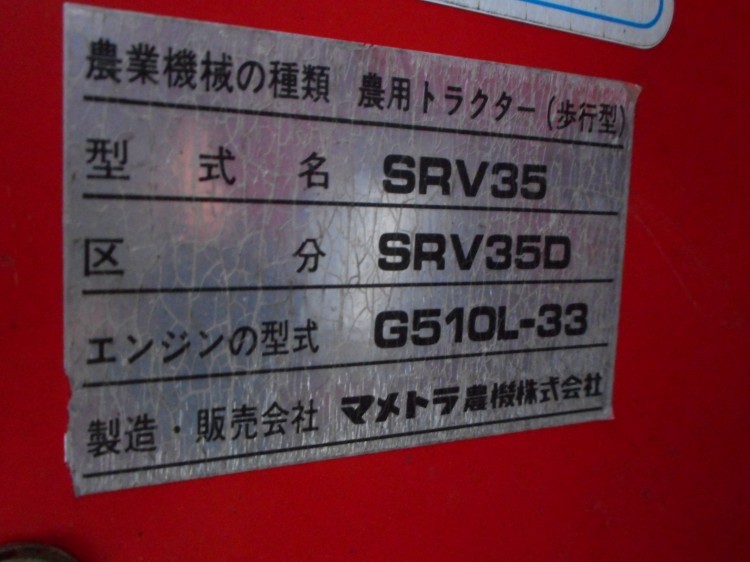 農業機械の種類 農用トラクター(歩行型)
型式名 SRV35
区分 SRV35D
エンジンの型式 G510L-33
製造・販売会社 マメトラ農機株式会社